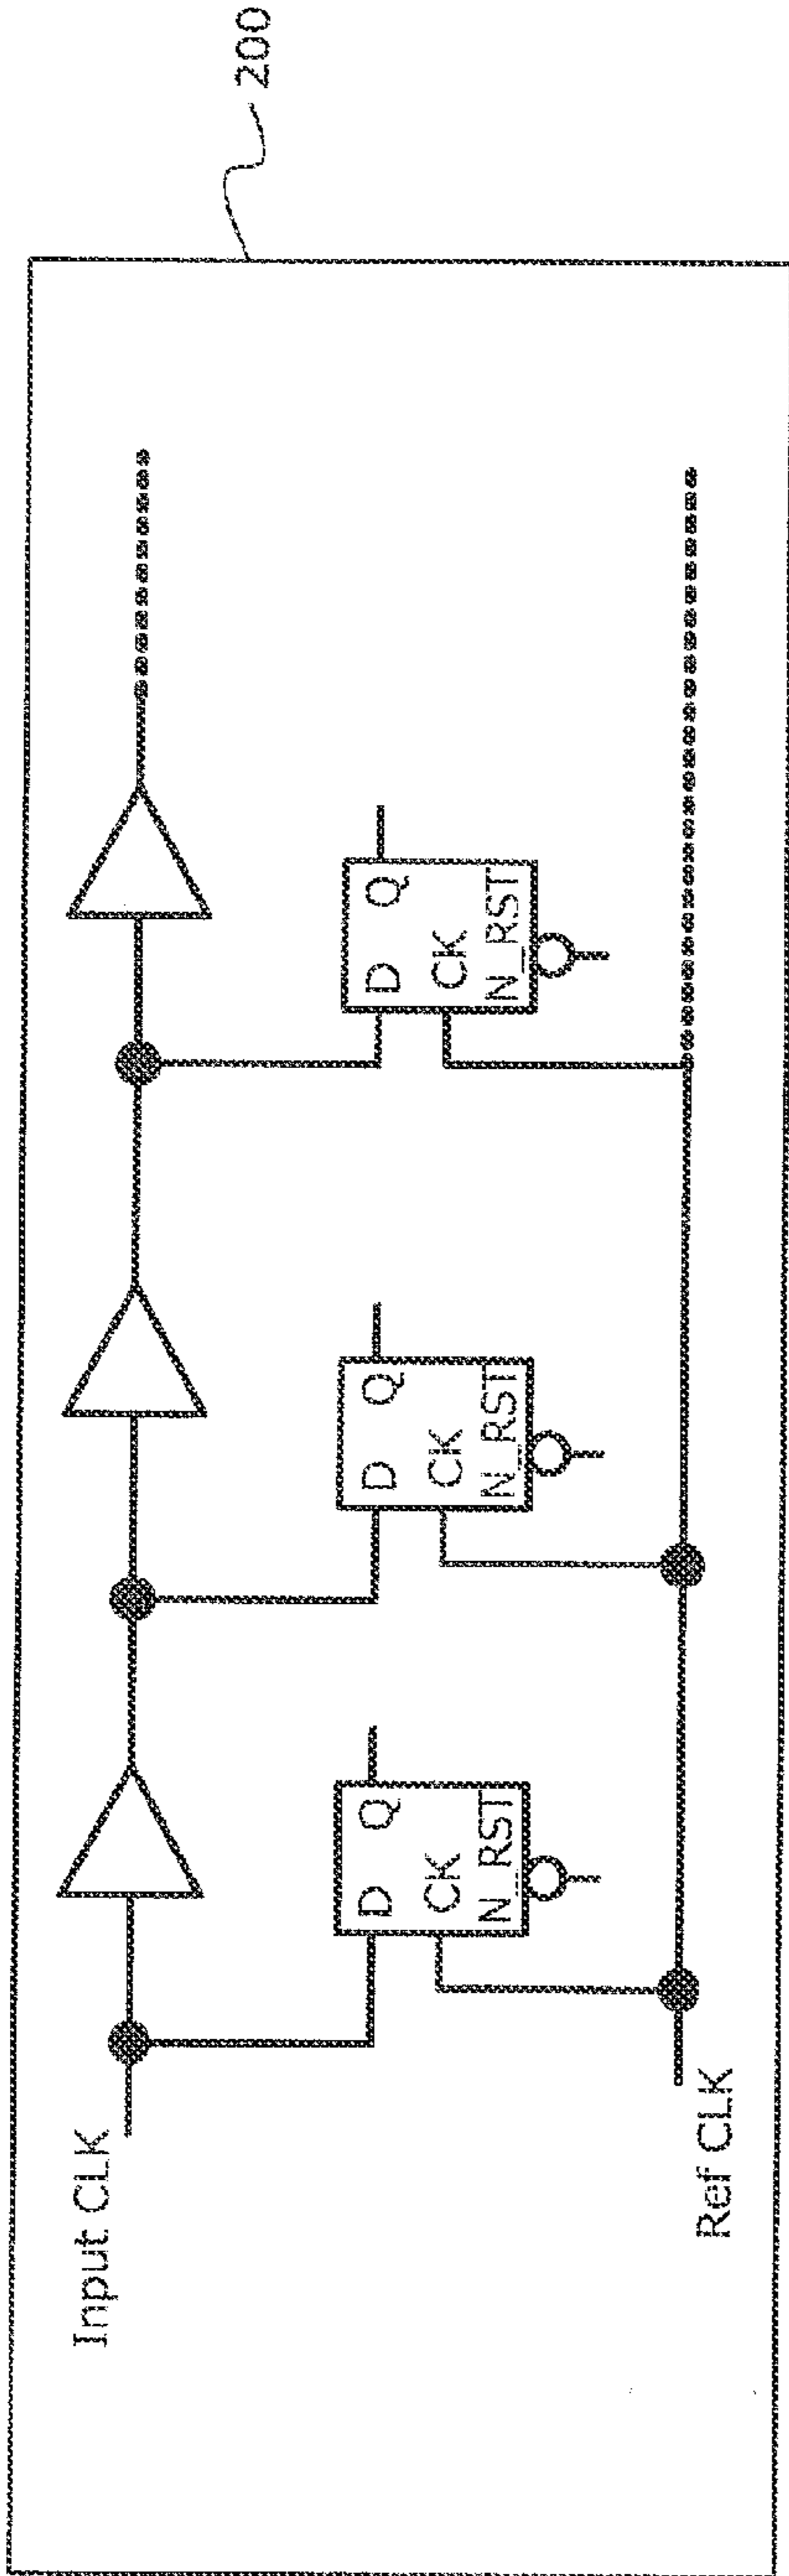 200
Input CLK
D Q
CK
N_RST
D Q
CK
N_RST
D Q
CK
N_RST
Ref CLK